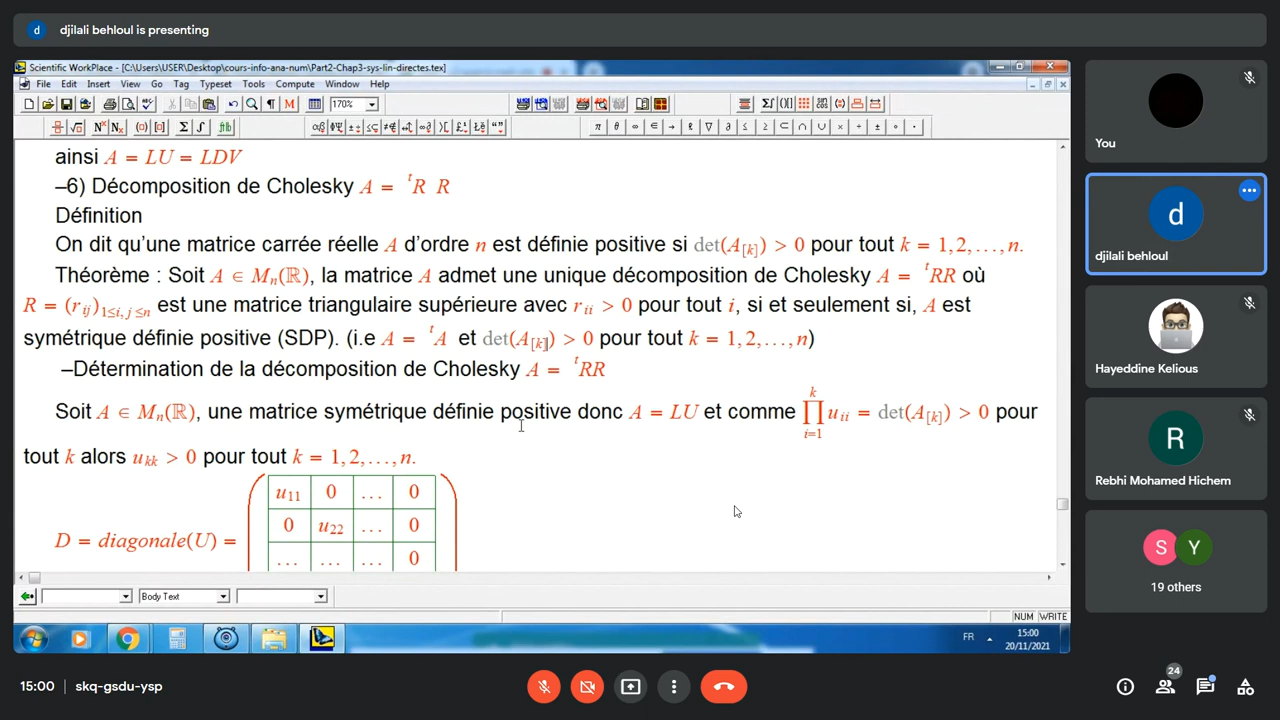 d djilali behloul is presenting
Scientific WorkPlace - [C:\Users\USER\Desktop\cours-info-ana-num\Part2-Chap3-sys-lin-directes.tex]
File Edit Insert View Go Tag Typeset Tools Compute Window Help
170%
ainsi A = LU = LDV
–6) Décomposition de Cholesky A = ᵗR R
Définition
On dit qu'une matrice carrée réelle A d'ordre n est définie positive si det(A[k]) > 0 pour tout k = 1,2,…,n.
Théorème : Soit A ∈ Mₙ(ℝ), la matrice A admet une unique décomposition de Cholesky A = ᵗRR où
R = (rᵢⱼ)₁≤ᵢ,ⱼ≤ₙ est une matrice triangulaire supérieure avec rᵢᵢ > 0 pour tout i, si et seulement si, A est
symétrique définie positive (SDP). (i.e A = ᵗA et det(A[k]) > 0 pour tout k = 1,2,…,n)
–Détermination de la décomposition de Cholesky A = ᵗRR
Soit A ∈ Mₙ(ℝ), une matrice symétrique définie positive donc A = LU et comme ∏ᵢ₌₁ᵏ uᵢᵢ = det(A[k]) > 0 pour
tout k alors uₖₖ > 0 pour tout k = 1,2,…,n.
u₁₁ 0 … 0
0 u₂₂ … 0
D = diagonale(U) =
… … … 0
Body Text
NUM WRITE
FR
15:00
20/11/2021
You
d
djilali behloul
Hayeddine Kelious
R
Rebhi Mohamed Hichem
S Y
19 others
15:00 skq-gsdu-ysp
24